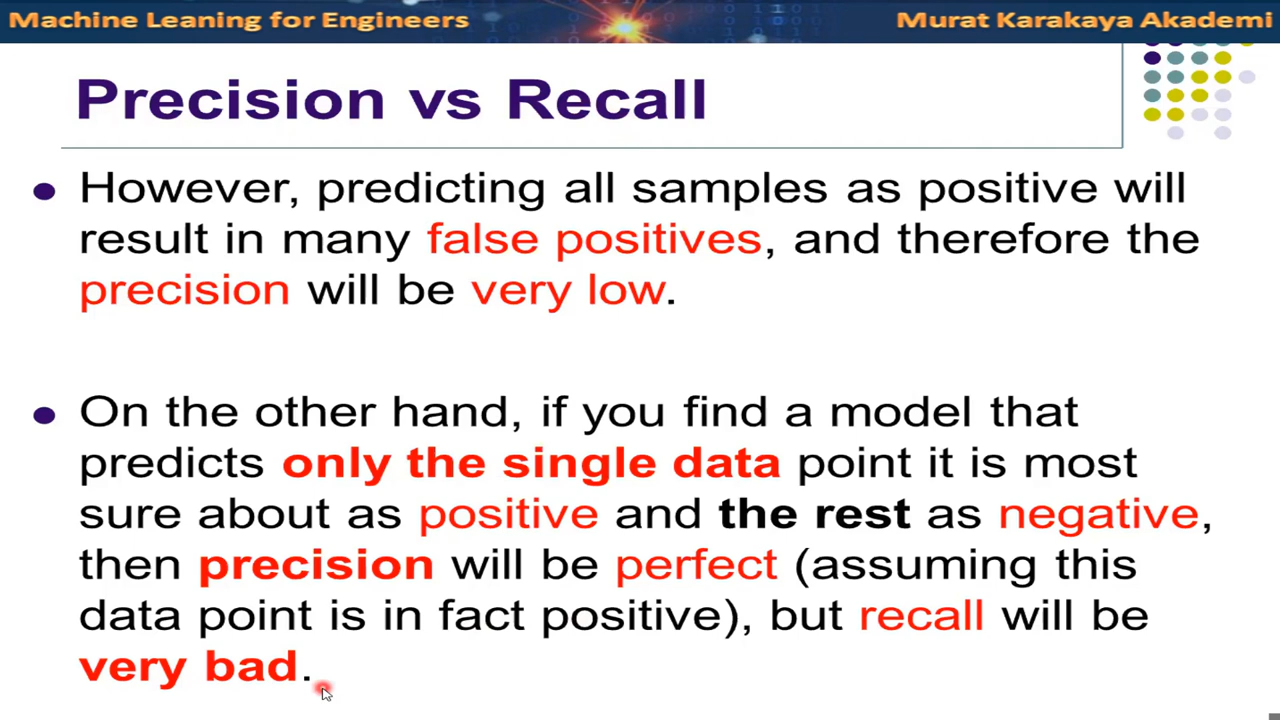 Machine Leaning for Engineers
Murat Karakaya Akademi
Precision vs Recall
However, predicting all samples as positive will
result in many false positives, and therefore the
precision will be very low.
On the other hand, if you find a model that
predicts only the single data point it is most
sure about as positive and the rest as negative,
then precision will be perfect (assuming this
data point is in fact positive), but recall will be
very bad.